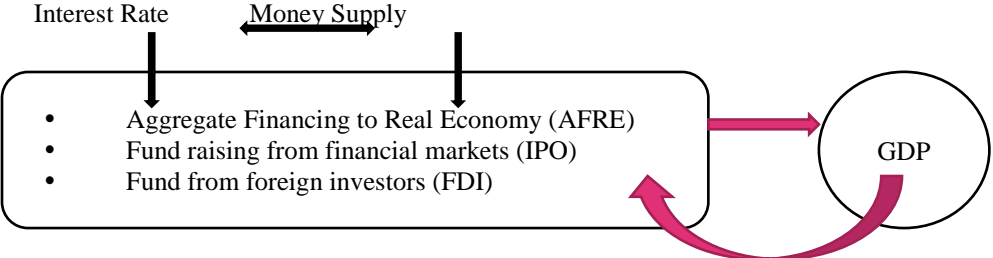 Interest Rate Money Supply
• Aggregate Financing to Real Economy (AFRE)
• Fund raising from financial markets (IPO)
GDP
• Fund from foreign investors (FDI)